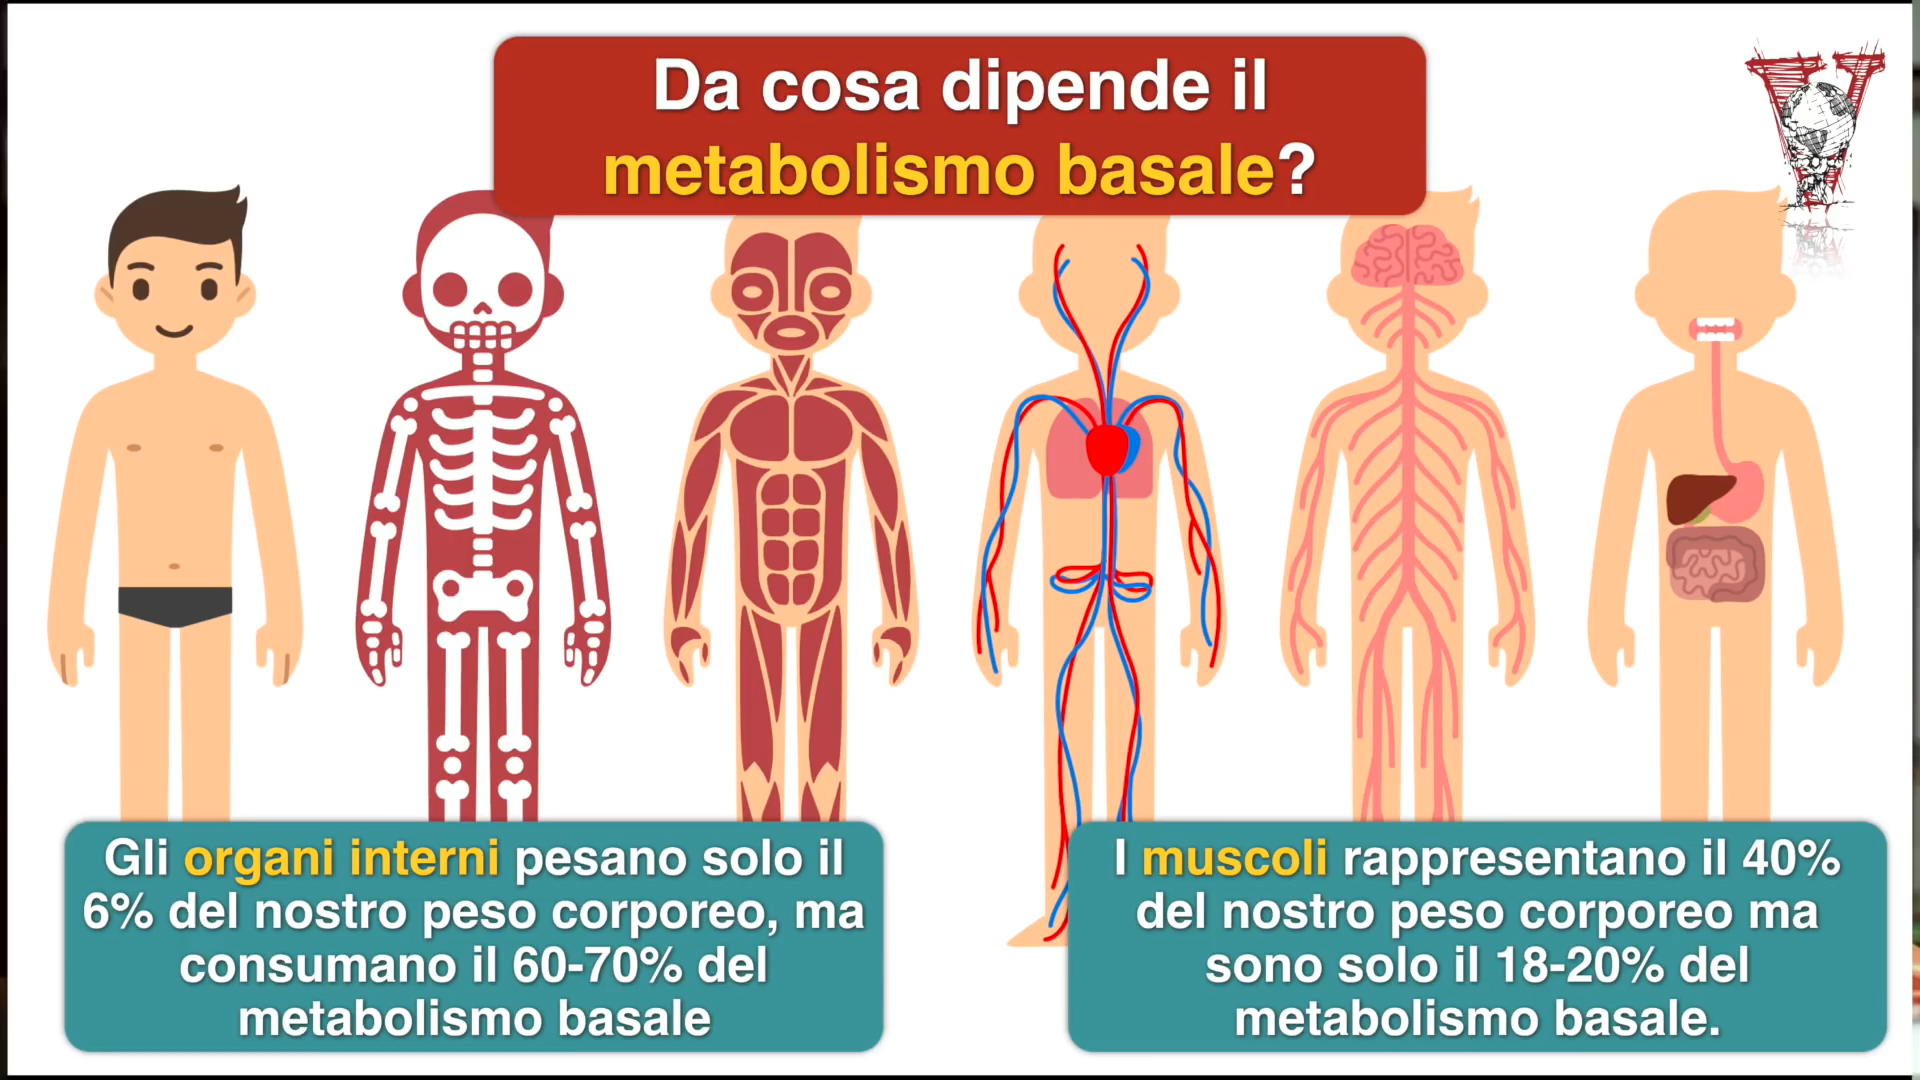 Da cosa dipende il
metabolismo basale?
Gli organi interni pesano solo il
6% del nostro peso corporeo, ma
consumano il 60-70% del
metabolismo basale
I muscoli rappresentano il 40%
del nostro peso corporeo ma
sono solo il 18-20% del
metabolismo basale.